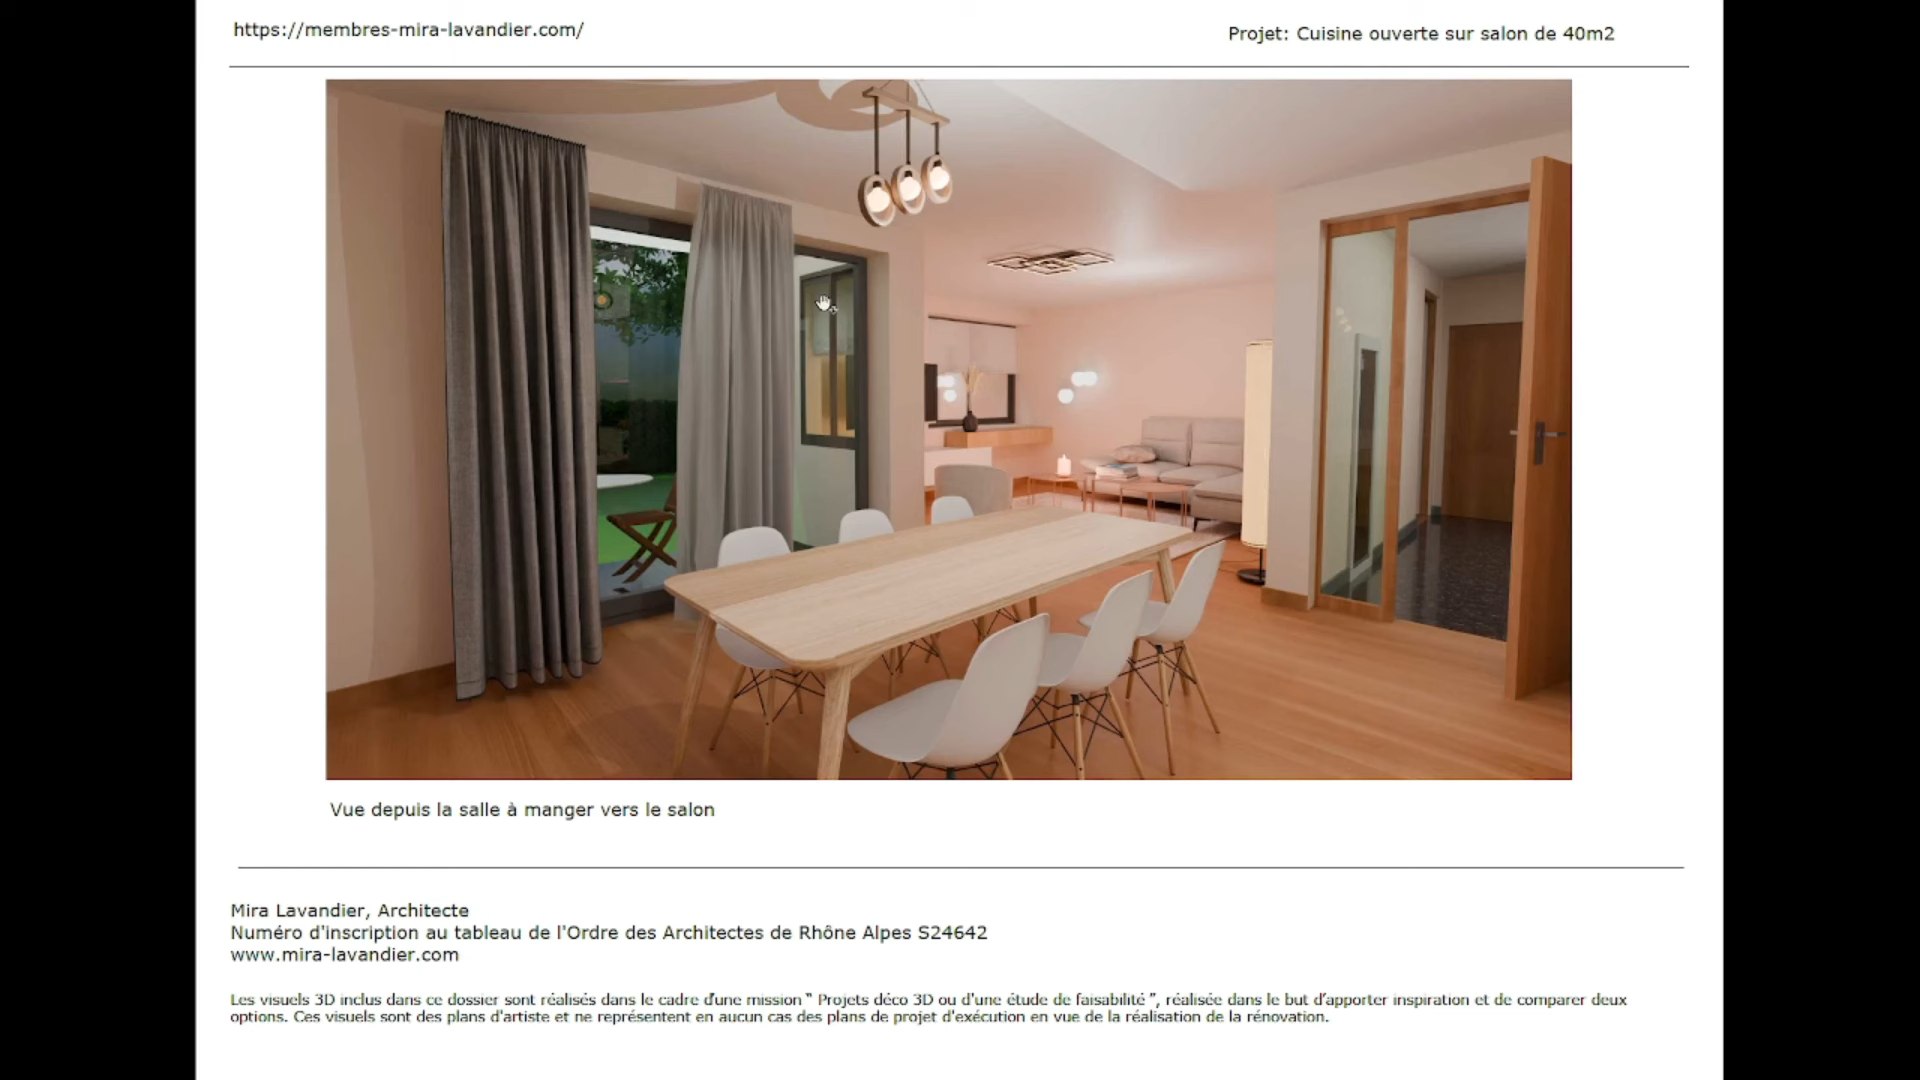 https://membres-mira-lavandier.com/
Projet: Cuisine ouverte sur salon de 40m2
Vue depuis la salle à manger vers le salon
Mira Lavandier, Architecte
Numéro d'inscription au tableau de l'Ordre des Architectes de Rhône Alpes S24642
www.mira-lavandier.com
Les visuels 3D inclus dans ce dossier sont réalisés dans le cadre d'une mission " Projets déco 3D ou d'une étude de faisabilité ", réalisée dans le but d'apporter inspiration et de comparer deux
options. Ces visuels sont des plans d'artiste et ne représentent en aucun cas des plans de projet d'exécution en vue de la réalisation de la rénovation.